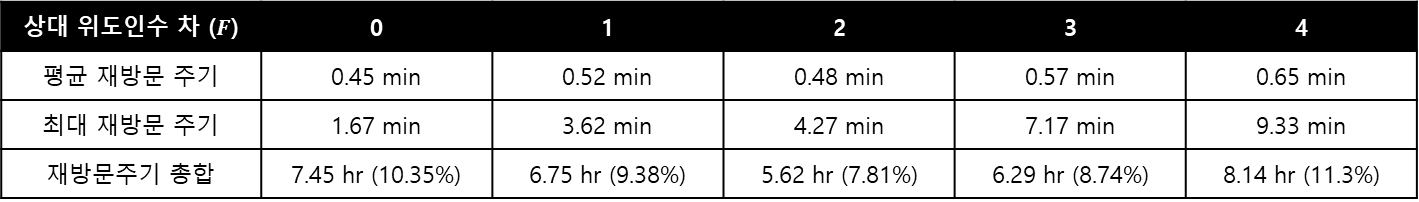 상대 위도인수 차 (F) 0 1 2 3 4
평균 재방문 주기 0.45 min 0.52 min 0.48 min 0.57 min 0.65 min
최대 재방문 주기 1.67 min 3.62 min 4.27 min 7.17 min 9.33 min
재방문주기 총합 7.45 hr (10.35%) 6.75 hr (9.38%) 5.62 hr (7.81%) 6.29 hr (8.74%) 8.14 hr (11.3%)